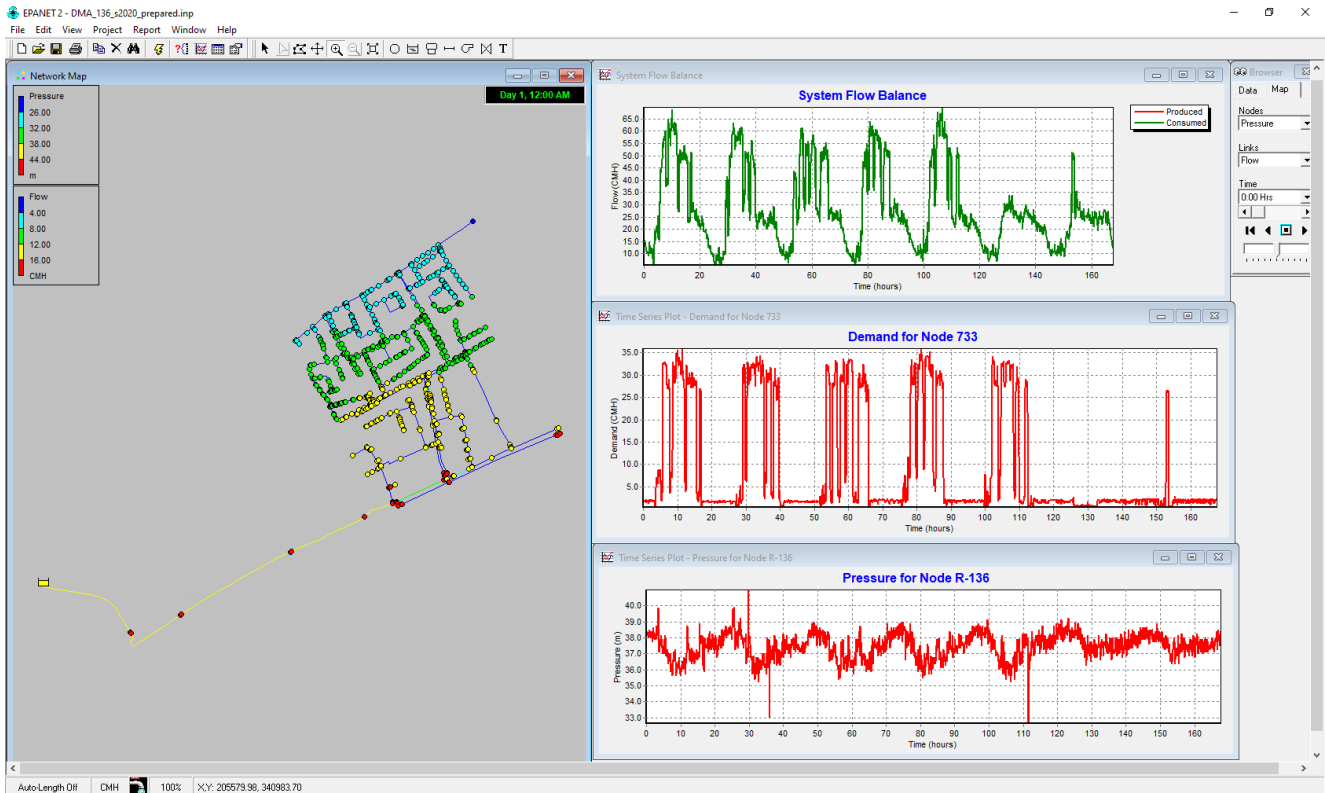 EPANET 2 - DMA_136_s2020_prepared.inp
File Edit View Project Report Window Help
T
Network Map
Day 1, 12:00 AM
Pressure
26.00
32.00
38.00
44.00
m
Flow
4.00
8.00
12.00
16.00
CMH
System Flow Balance
System Flow Balance
Produced
Consumed
Flow (CMH)
65.0
60.0
55.0
50.0
45.0
40.0
35.0
30.0
25.0
20.0
15.0
10.0
0 20 40 60 80 100 120 140 160
Time (hours)
Time Series Plot - Demand for Node 733
Demand for Node 733
Demand (CMH)
35.0
30.0
25.0
20.0
15.0
10.0
5.0
0 10 20 30 40 50 60 70 80 90 100 110 120 130 140 150 160
Time (hours)
Time Series Plot - Pressure for Node R-136
Pressure for Node R-136
Pressure (m)
40.0
39.0
38.0
37.0
36.0
35.0
34.0
33.0
0 10 20 30 40 50 60 70 80 90 100 110 120 130 140 150 160
Time (hours)
Browser
Data Map
Nodes
Pressure
Links
Flow
Time
0:00 Hrs
Auto-Length Off CMH 100% X,Y: 205579.98, 340983.70